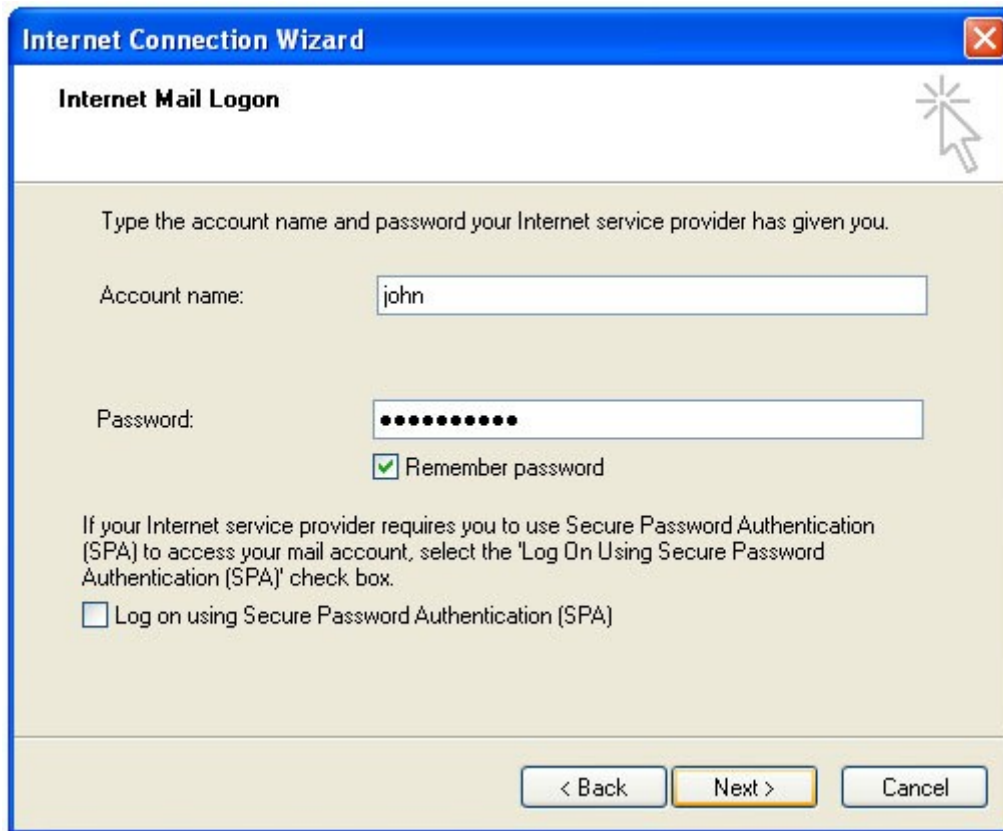 Internet Connection Wizard
Internet Mail Logon
Type the account name and password your Internet service provider has given you.
Account name: john
Password: ●●●●●●●●●●
Remember password
If your Internet service provider requires you to use Secure Password Authentication
(SPA) to access your mail account, select the 'Log On Using Secure Password
Authentication (SPA)' check box.
Log on using Secure Password Authentication (SPA)
< Back Next > Cancel